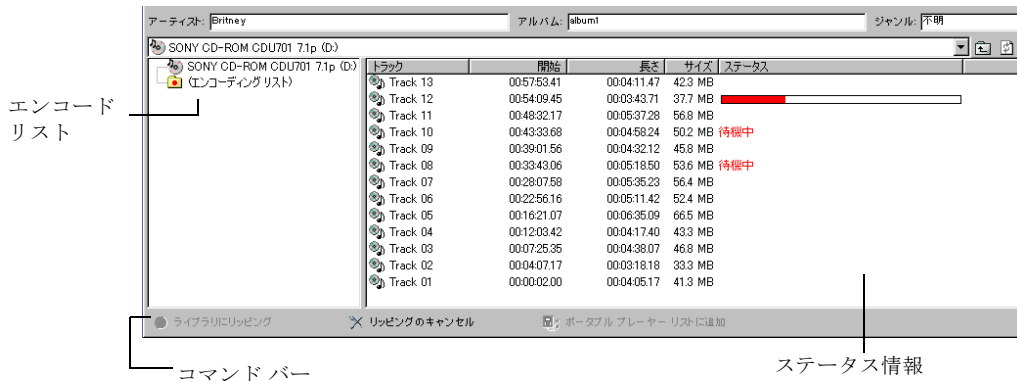 アーティスト: Britney アルバム: album1 ジャンル: 不明
SONY CD-ROM CDU701 7.1p (D:)
SONY CD-ROM CDU701 7.1p (D:)
(エンコーディング リスト)
エンコード
リスト
トラック 開始 長さ サイズ ステータス
Track 13 00:57:53.41 00:04:11.47 42.3 MB
Track 12 00:54:09.45 00:03:43.71 37.7 MB
Track 11 00:48:32.17 00:05:37.28 56.8 MB
Track 10 00:43:33.68 00:04:58.24 50.2 MB 待機中
Track 09 00:39:01.56 00:04:32.12 45.8 MB
Track 08 00:33:43.06 00:05:18.50 53.6 MB 待機中
Track 07 00:28:07.58 00:05:35.23 56.4 MB
Track 06 00:22:56.16 00:05:11.42 52.4 MB
Track 05 00:16:21.07 00:06:35.09 66.5 MB
Track 04 00:12:03.42 00:04:17.40 43.3 MB
Track 03 00:07:25.35 00:04:38.07 46.8 MB
Track 02 00:04:07.17 00:03:18.18 33.3 MB
Track 01 00:00:02.00 00:04:05.17 41.3 MB
ライブラリにリッピング リッピングのキャンセル ポータブル プレーヤー リストに追加
コマンド バー
ステータス情報